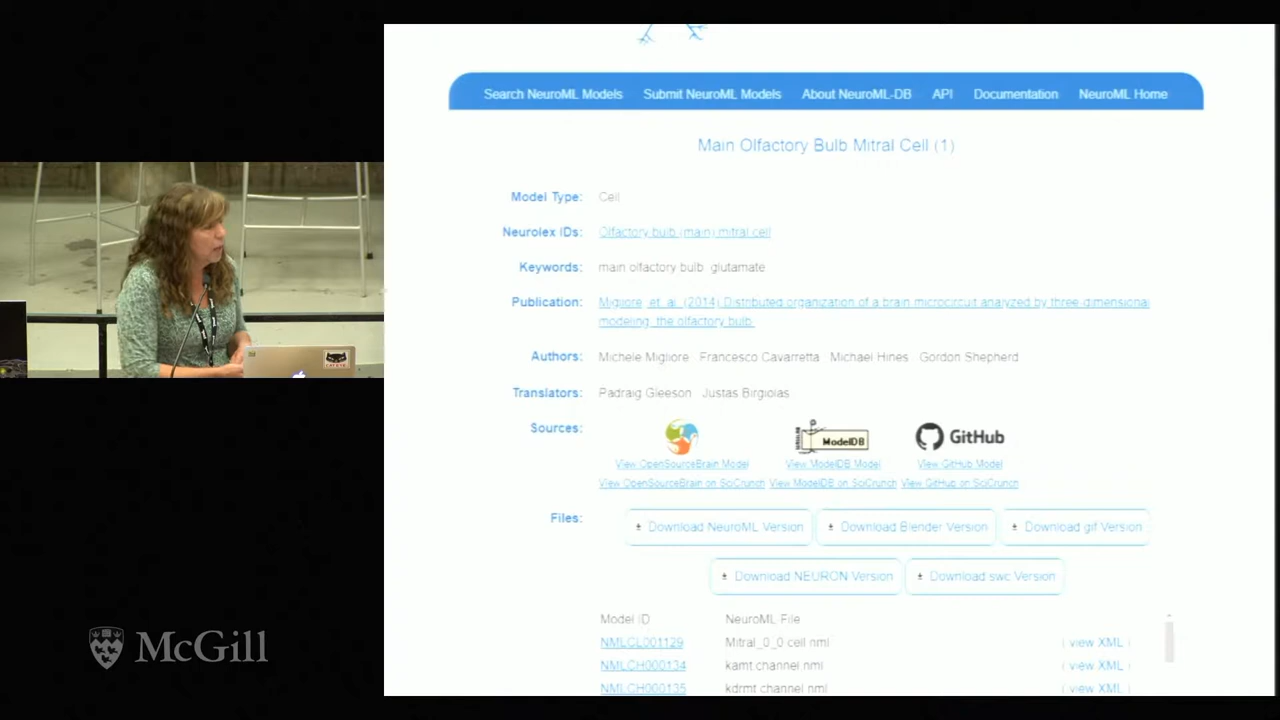 Search NeuroML Models Submit NeuroML Models About NeuroML-DB API Documentation NeuroML Home
Main Olfactory Bulb Mitral Cell (1)
Model Type: Cell
Neurolex IDs: Olfactory bulb (main) mitral cell
Keywords: main olfactory bulb glutamate
Publication: Migliore et. al. (2014) Distributed organization of a brain microcircuit analyzed by three-dimensional
modeling: the olfactory bulb.
Authors: Michele Migliore Francesco Cavarretta Michael Hines Gordon Shepherd
Translators: Padraig Gleeson Justas Birgiolas
Sources:
ModelDB GitHub
View OpenSourceBrain Model View ModelDB Model View GitHub Model
View OpenSourceBrain on SciCrunch View ModelDB on SciCrunch View GitHub on SciCrunch
Files: Download NeuroML Version Download Blender Version Download gif Version
Download NEURON Version Download swc Version
Model ID NeuroML File
NMLCL001129 Mitral_0_0.cell.nml ( view XML )
NMLCH000134 kamt.channel.nml ( view XML )
NMLCH000135 kdrmt.channel.nml ( view XML )
McGill